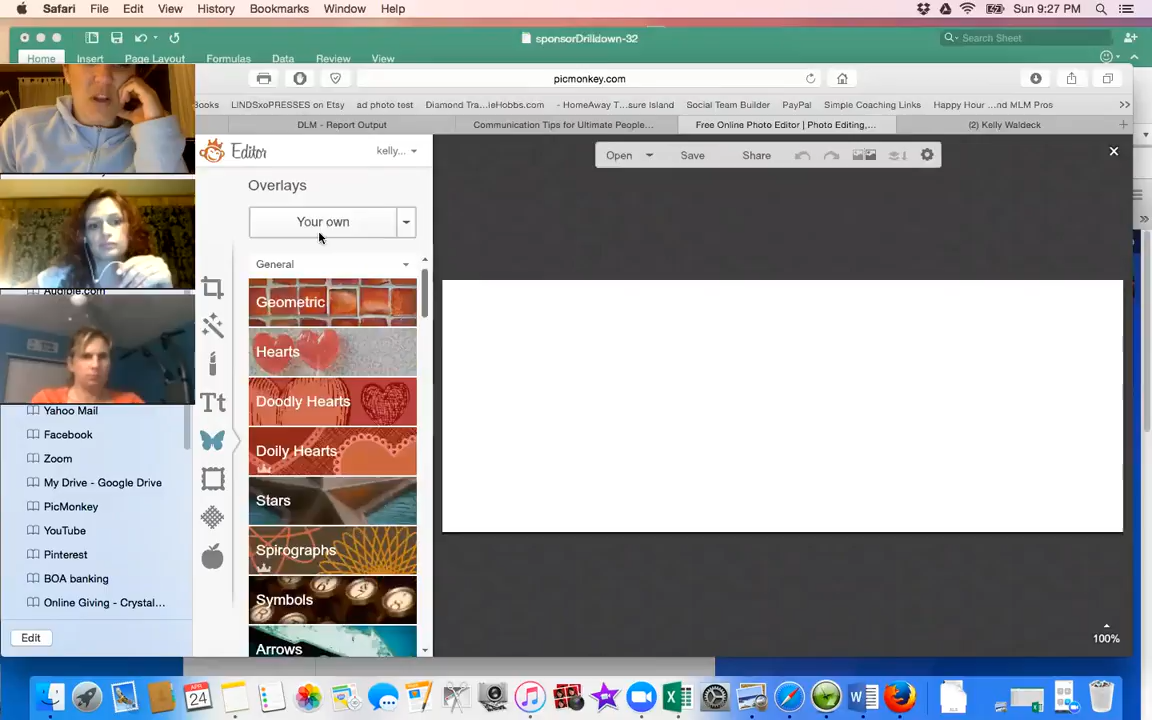 Safari File Edit View History Bookmarks Window Help Sun 9:27 PM
sponsorDrilldown-32 Search Sheet
Home Insert Page Layout Formulas Data Review View
picmonkey.com
ooks LINDSxoPRESSES on Etsy ad photo test Diamond Tra...ieHobbs.com - HomeAway T...sure Island Social Team Builder PayPal Simple Coaching Links Happy Hour ...nd MLM Pros >>
DLM - Report Output Communication Tips for Ultimate People... Free Online Photo Editor | Photo Editing,... (2) Kelly Waldeck
Editor kelly... Open Save Share
Overlays
Your own
General
Geometric
Hearts
Doodly Hearts
Doily Hearts
Stars
Spirographs
Symbols
Arrows
Audible.com
Yahoo Mail
Facebook
Zoom
My Drive - Google Drive
PicMonkey
YouTube
Pinterest
BOA banking
Online Giving - Crystal...
Edit
100%
APR
24